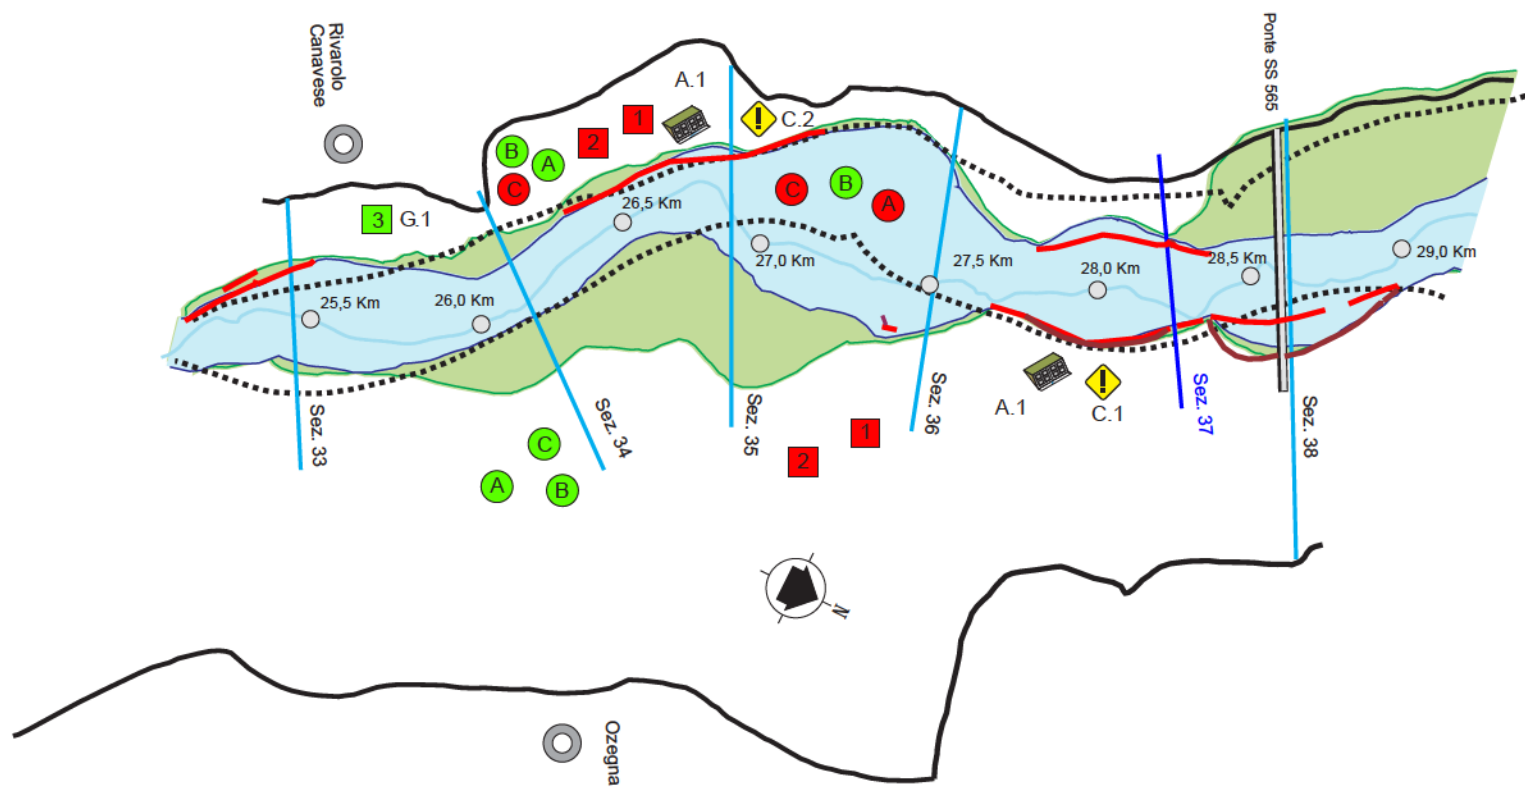 Rivarolo
Canavese
Ponte SS 565
A.1
1
2
!
C.2
B
A
C
3
G.1
C
B
A
26,5 Km
27,0 Km
27,5 Km
28,0 Km
28,5 Km
29,0 Km
25,5 Km
26,0 Km
Sez. 33
Sez. 34
Sez. 35
Sez. 36
Sez. 37
Sez. 38
A.1
!
C.1
1
2
C
A
B
N
Ozegna